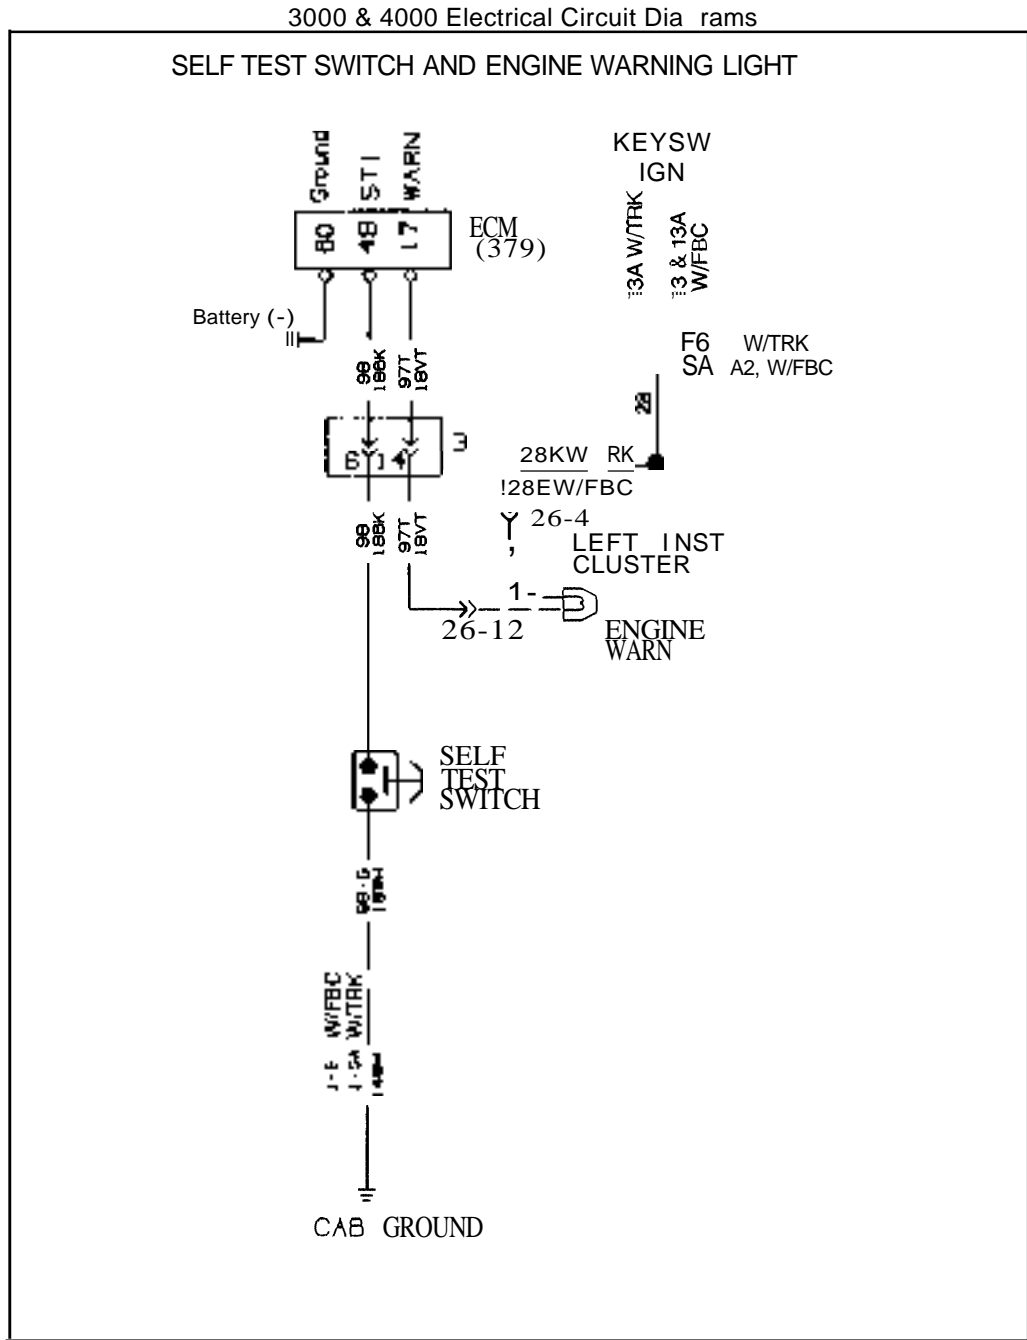 3000 & 4000 Electrical Circuit Dia rams
SELF TEST SWITCH AND ENGINE WARNING LIGHT
Ground
STI
WARN
KEYSW
IGN
60
48
17
ECM
(379)
13A W/TRK
13 & 13A
W/FBC
Battery (-)
F6 W/TRK
SA A2, W/FBC
98
18BK
97T
18VT
28
3
6
4
28KW RK
!28EW/FBC
26-4
98
18BK
97T
18VT
LEFT INST
CLUSTER
1-
26-12
ENGINE
WARN
SELF
TEST
SWITCH
98-G
W/FBC
W/TRK
CAB GROUND